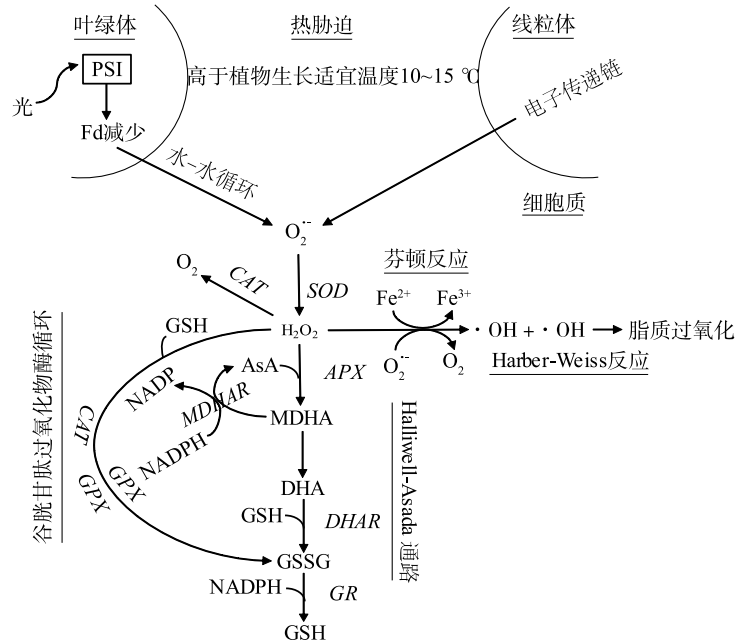 叶绿体
热胁迫
线粒体
PSI
高于植物生长适宜温度10~15 ℃
光
电子传递链
Fd减少
水-水循环
细胞质
O₂·⁻
O₂
CAT
SOD
芬顿反应
Fe²⁺
Fe³⁺
GSH
H₂O₂
· OH + · OH
脂质过氧化
O₂·⁻
O₂
Harber-Weiss反应
AsA
APX
NADP
MDHAR
MDHA
NADPH
CAT
GPX
GPX
谷胱甘肽过氧化物酶循环
Halliwell-Asada 通路
DHA
GSH
DHAR
GSSG
NADPH
GR
GSH